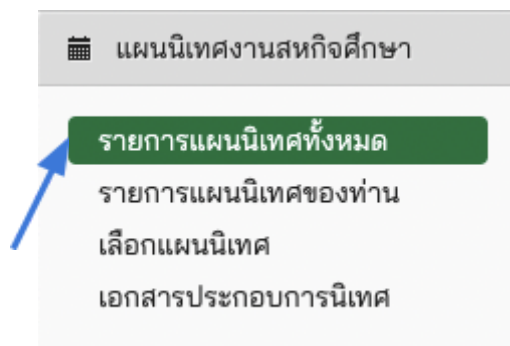 แผนนิเทศงานสหกิจศึกษา
รายการแผนนิเทศทั้งหมด
รายการแผนนิเทศของท่าน
เลือกแผนนิเทศ
เอกสารประกอบการนิเทศ